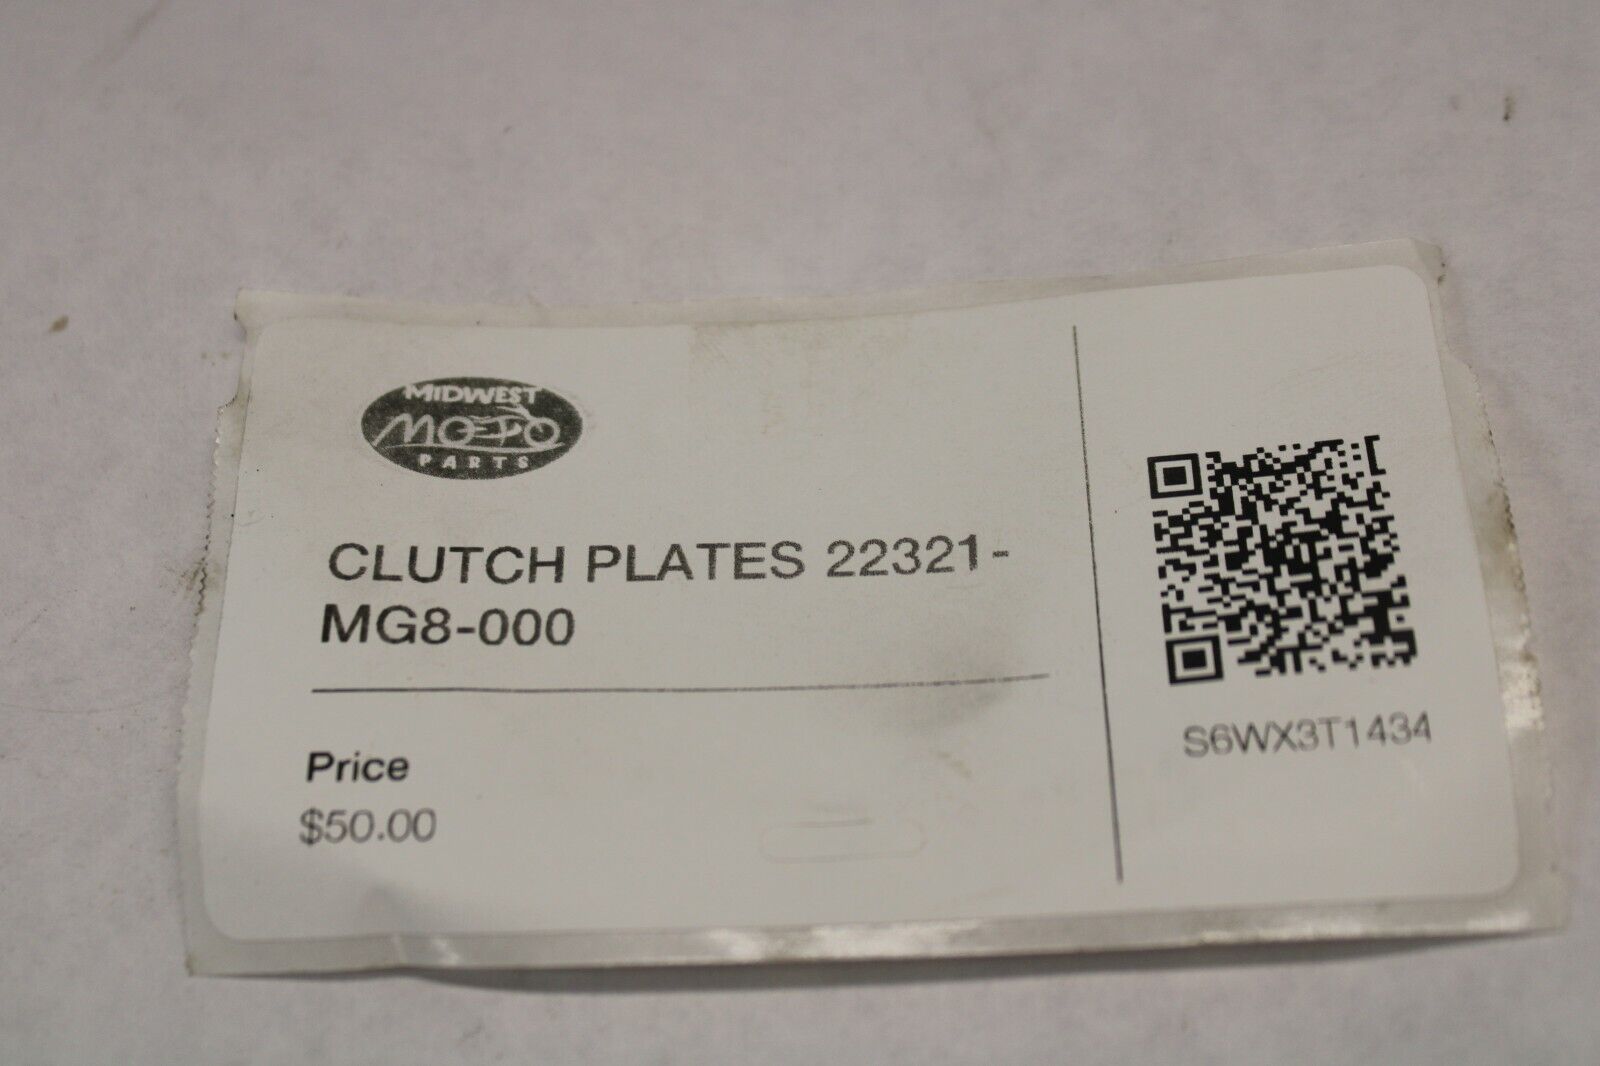 MIDWEST
MOTO
PARTS
CLUTCH PLATES 22321-
MG8-000
Price
$50.00
S6WX3T1434